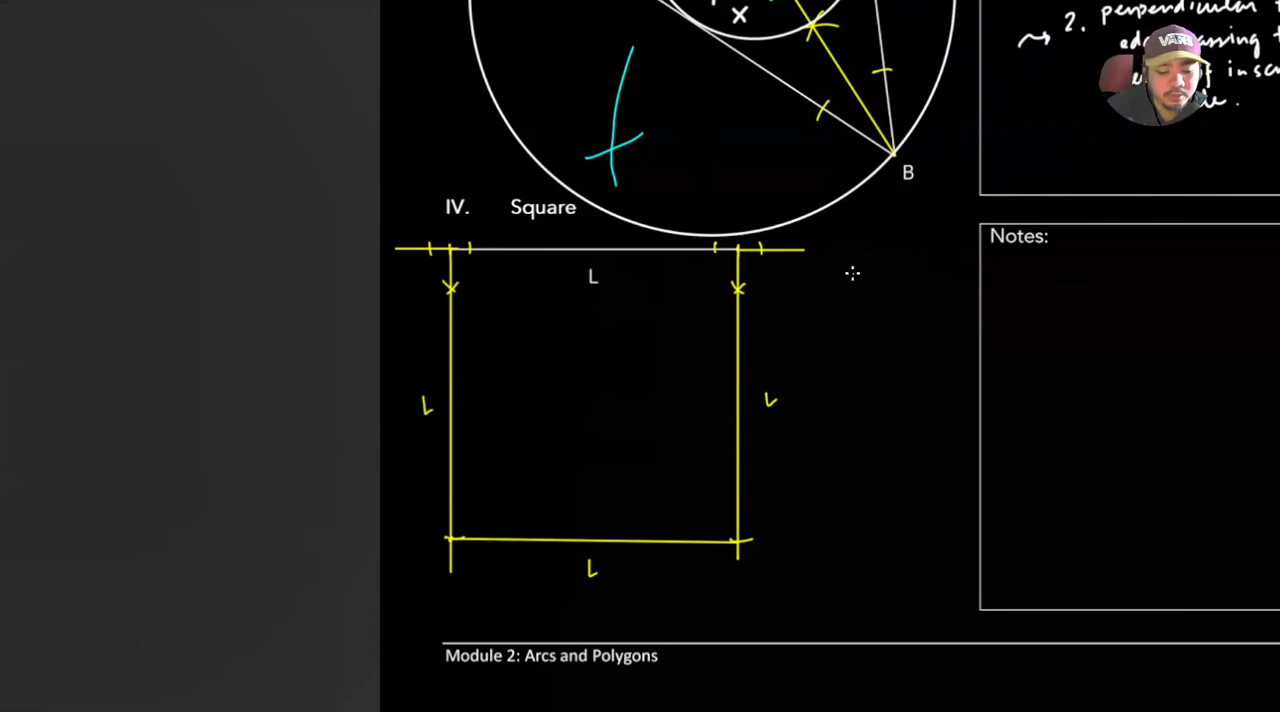 X
2. perpendicular
B
IV. Square
L
L
L
L
Notes:
VANS
Module 2: Arcs and Polygons